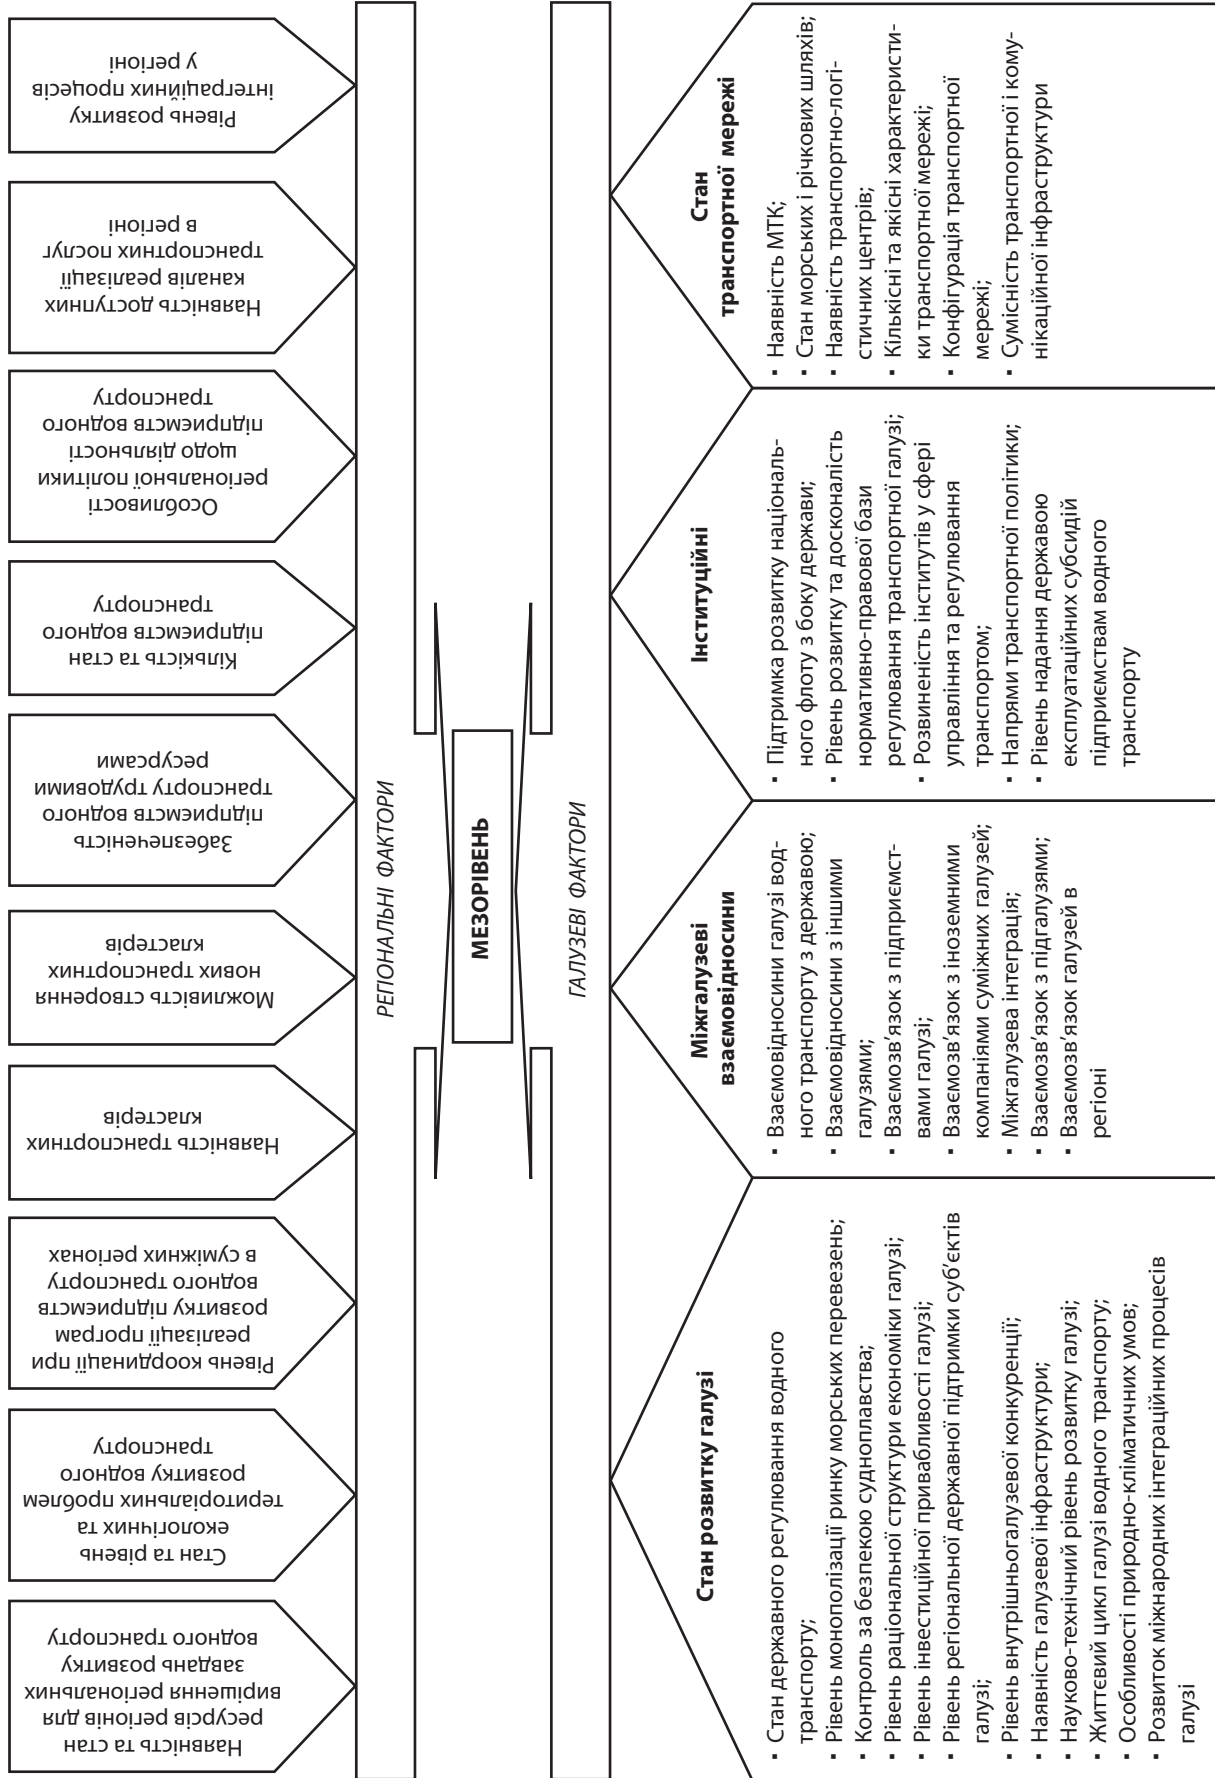 Наявність та стан
ресурсів регіонів для
вирішення регіональних
завдань розвитку
водного транспорту
Стан та рівень
екологічних та
територіальних проблем
розвитку водного
транспорту
Рівень координації при
реалізації програм
розвитку підприємств
водного транспорту
в суміжних регіонах
Наявність транспортних
кластерів
Можливість створення
нових транспортних
кластерів
Забезпеченість
підприємств водного
транспорту трудовими
ресурсами
Кількість та стан
підприємств водного
транспорту
Особливості
регіональної політики
щодо діяльності
підприємств водного
транспорту
Наявність доступних
каналів реалізації
транспортних послуг
в регіоні
Рівень розвитку
інтеграційних процесів
у регіоні
РЕГІОНАЛЬНІ ФАКТОРИ
МЕЗОРІВЕНЬ
ГАЛУЗЕВІ ФАКТОРИ
Стан розвитку галузі
▪ Стан державного регулювання водного
транспорту;
▪ Рівень монополізації ринку морських перевезень;
▪ Контроль за безпекою судноплавства;
▪ Рівень раціональної структури економіки галузі;
▪ Рівень інвестиційної привабливості галузі;
▪ Рівень регіональної державної підтримки суб'єктів
галузі;
▪ Рівень внутрішньогалузевої конкуренції;
▪ Наявність галузевої інфраструктури;
▪ Науково-технічний рівень розвитку галузі;
▪ Життєвий цикл галузі водного транспорту;
▪ Особливості природно-кліматичних умов;
▪ Розвиток міжнародних інтеграційних процесів
галузі
Міжгалузеві
взаємовідносини
▪ Взаємовідносини галузі вод-
ного транспорту з державою;
▪ Взаємовідносини з іншими
галузями;
▪ Взаємозв'язок з підприємст-
вами галузі;
▪ Взаємозв'язок з іноземними
компаніями суміжних галузей;
▪ Міжгалузева інтеграція;
▪ Взаємозв'язок з підгалузями;
▪ Взаємозв'язок галузей в
регіоні
Інституційні
▪ Підтримка розвитку національ-
ного флоту з боку держави;
▪ Рівень розвитку та досконалість
нормативно-правової бази
регулювання транспортної галузі;
▪ Розвиненість інститутів у сфері
управління та регулювання
транспортом;
▪ Напрями транспортної політики;
▪ Рівень надання державою
експлуатаційних субсидій
підприємствам водного
транспорту
Стан
транспортної мережі
▪ Наявність МТК;
▪ Стан морських і річкових шляхів;
▪ Наявність транспортно-логі-
стичних центрів;
▪ Кількісні та якісні характеристи-
ки транспортної мережі;
▪ Конфігурація транспортної
мережі;
▪ Сумісність транспортної і кому-
нікаційної інфраструктури